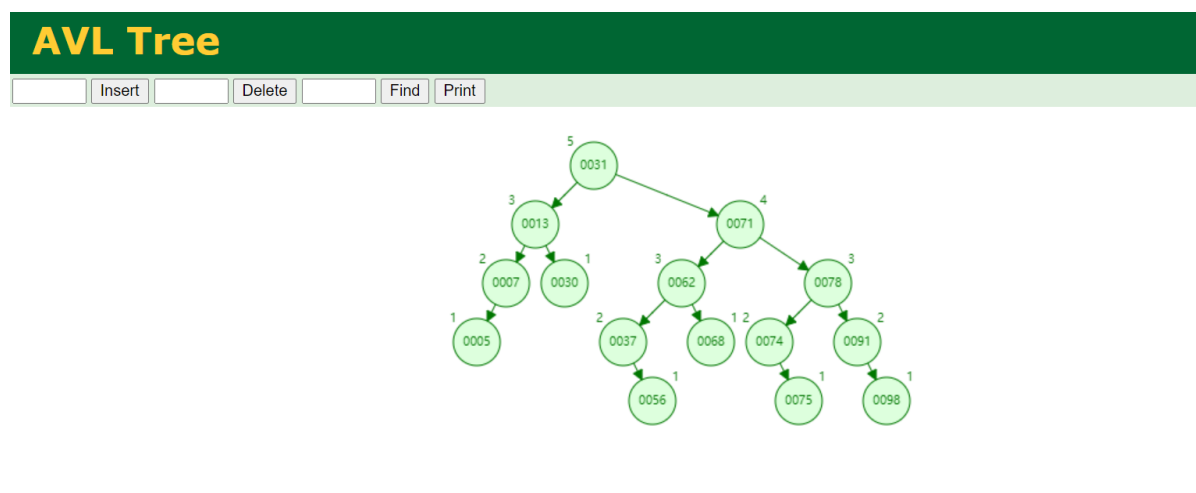 AVL Tree
Insert Delete Find Print
5
0031
3 4
0013 0071
2 1 3 3
0007 0030 0062 0078
1 2 1 2 2
0005 0037 0068 0074 0091
1 1 1
0056 0075 0098